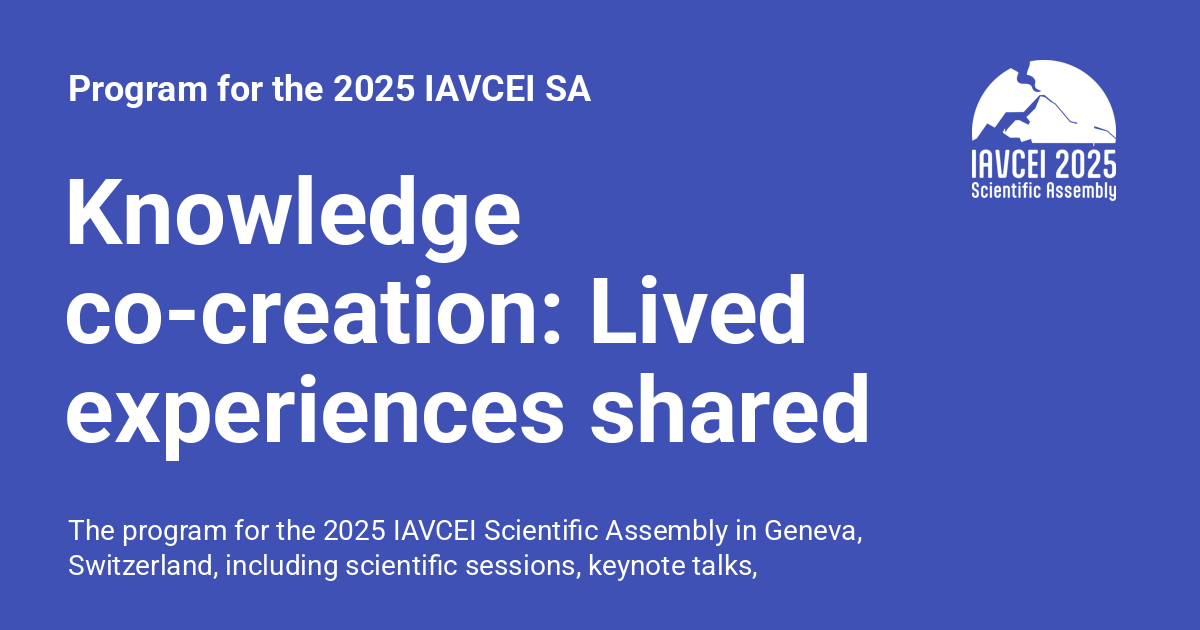 Program for the 2025 IAVCEI SA
IAVCEI 2025
Scientific Assembly
Knowledge
co-creation: Lived
experiences shared
The program for the 2025 IAVCEI Scientific Assembly in Geneva,
Switzerland, including scientific sessions, keynote talks,